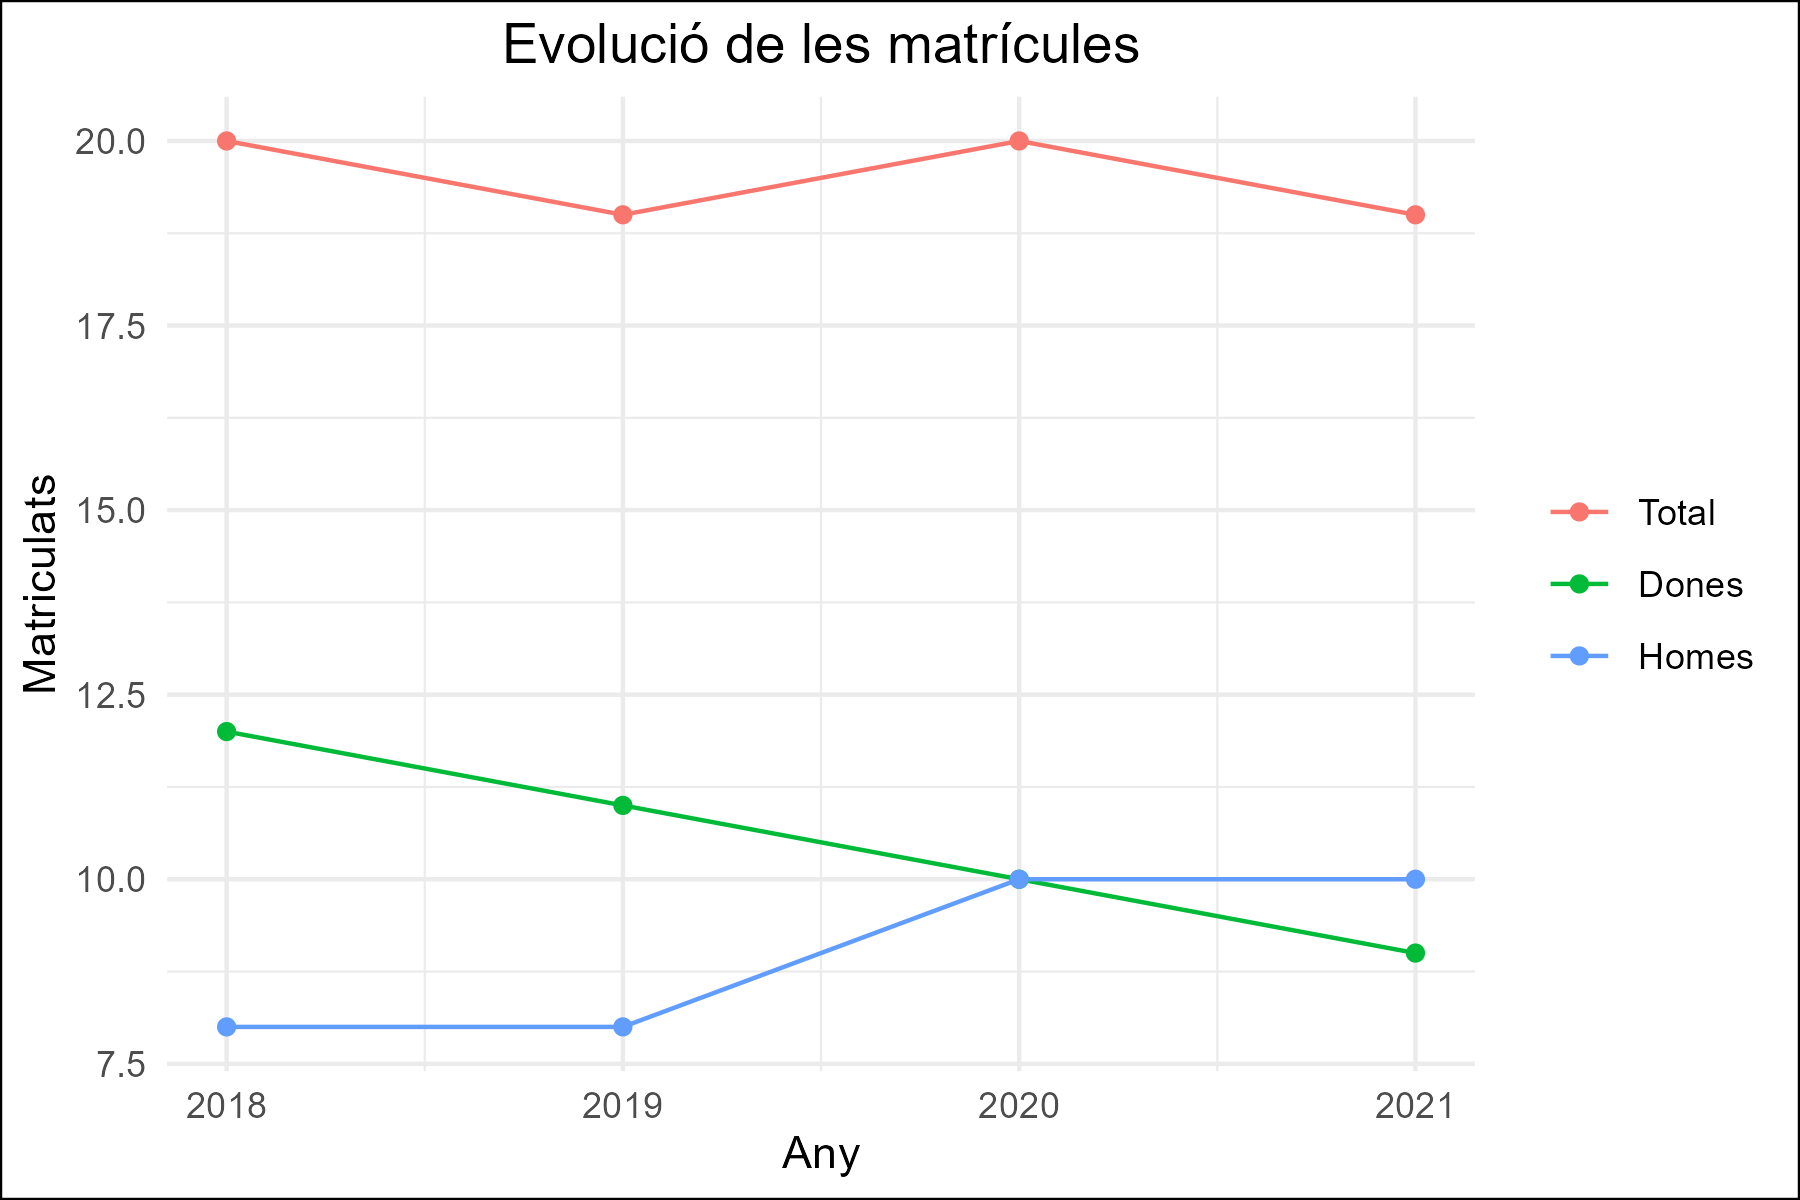 Evolució de les matrícules
Matriculats
20.0
17.5
15.0
12.5
10.0
7.5
2018
2019
2020
2021
Any
Total
Dones
Homes